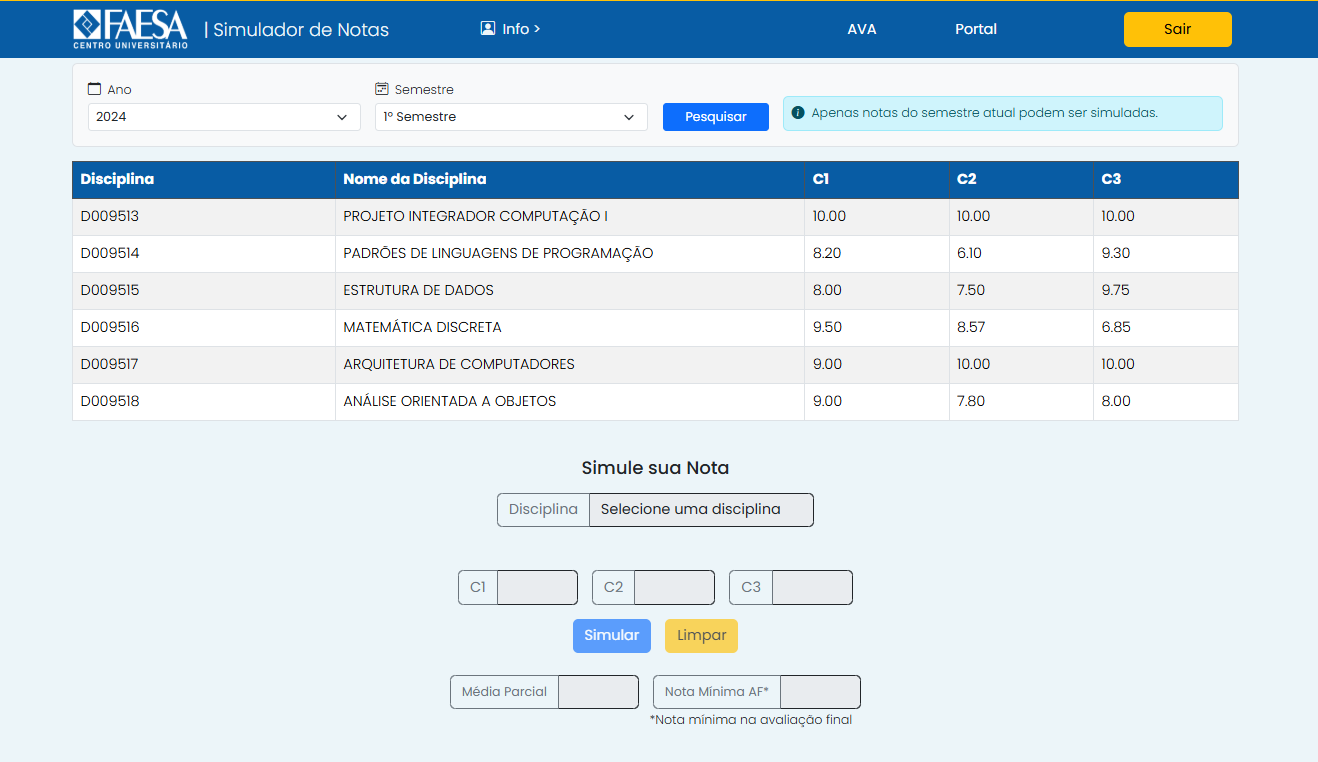 FAESA
CENTRO UNIVERSITÁRIO
| Simulador de Notas
Info >
AVA
Portal
Sair
Ano
Semestre
2024
1º Semestre
Pesquisar
Apenas notas do semestre atual podem ser simuladas.
Disciplina Nome da Disciplina C1 C2 C3
D009513 PROJETO INTEGRADOR COMPUTAÇÃO I 10.00 10.00 10.00
D009514 PADRÕES DE LINGUAGENS DE PROGRAMAÇÃO 8.20 6.10 9.30
D009515 ESTRUTURA DE DADOS 8.00 7.50 9.75
D009516 MATEMÁTICA DISCRETA 9.50 8.57 6.85
D009517 ARQUITETURA DE COMPUTADORES 9.00 10.00 10.00
D009518 ANÁLISE ORIENTADA A OBJETOS 9.00 7.80 8.00
Simule sua Nota
Disciplina Selecione uma disciplina
C1 C2 C3
Simular Limpar
Média Parcial Nota Mínima AF*
*Nota mínima na avaliação final